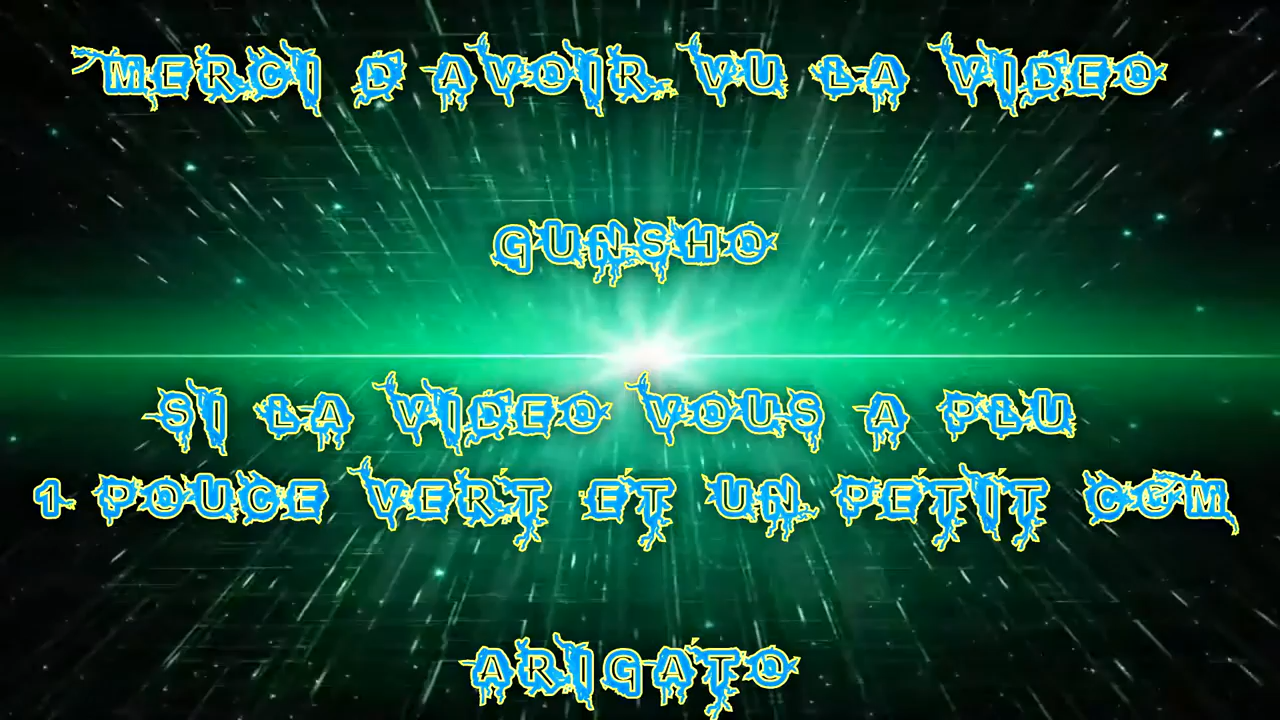 MERCI D AVOIR VU LA VIDEO
GUNSHO
SI LA VIDEO VOUS A PLU
1 POUCE VERT ET UN PETIT COM
ARIGATO